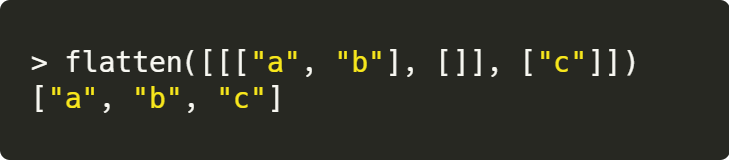 > flatten([[["a", "b"], []], ["c"]])
["a", "b", "c"]